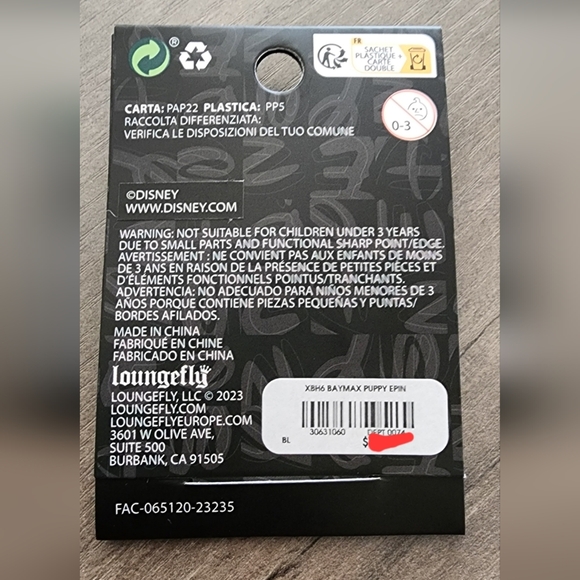 ®
FR
SACHET
PLASTIQUE +
CARTE
DOUBLE
CARTA: PAP22 PLASTICA: PP5
RACCOLTA DIFFERENZIATA:
VERIFICA LE DISPOSIZIONI DEL TUO COMUNE
0-3
©DISNEY
WWW.DISNEY.COM
WARNING: NOT SUITABLE FOR CHILDREN UNDER 3 YEARS
DUE TO SMALL PARTS AND FUNCTIONAL SHARP POINT/EDGE.
AVERTISSEMENT : NE CONVIENT PAS AUX ENFANTS DE MOINS
DE 3 ANS EN RAISON DE LA PRÉSENCE DE PETITES PIÈCES ET
D'ÉLÉMENTS FONCTIONNELS POINTUS/TRANCHANTS.
ADVERTENCIA: NO ADECUADO PARA NIÑOS MENORES DE 3
AÑOS PORQUE CONTIENE PIEZAS PEQUEÑAS Y PUNTAS/
BORDES AFILADOS.
MADE IN CHINA
FABRIQUÉ EN CHINE
FABRICADO EN CHINA
loungefly
LOUNGEFLY, LLC © 2023
LOUNGEFLY.COM
LOUNGEFLYEUROPE.COM
3601 W OLIVE AVE,
SUITE 500
BURBANK, CA 91505
XBH6 BAYMAX PUPPY EPIN
30631060 DEPT 0074
BL $
FAC-065120-23235